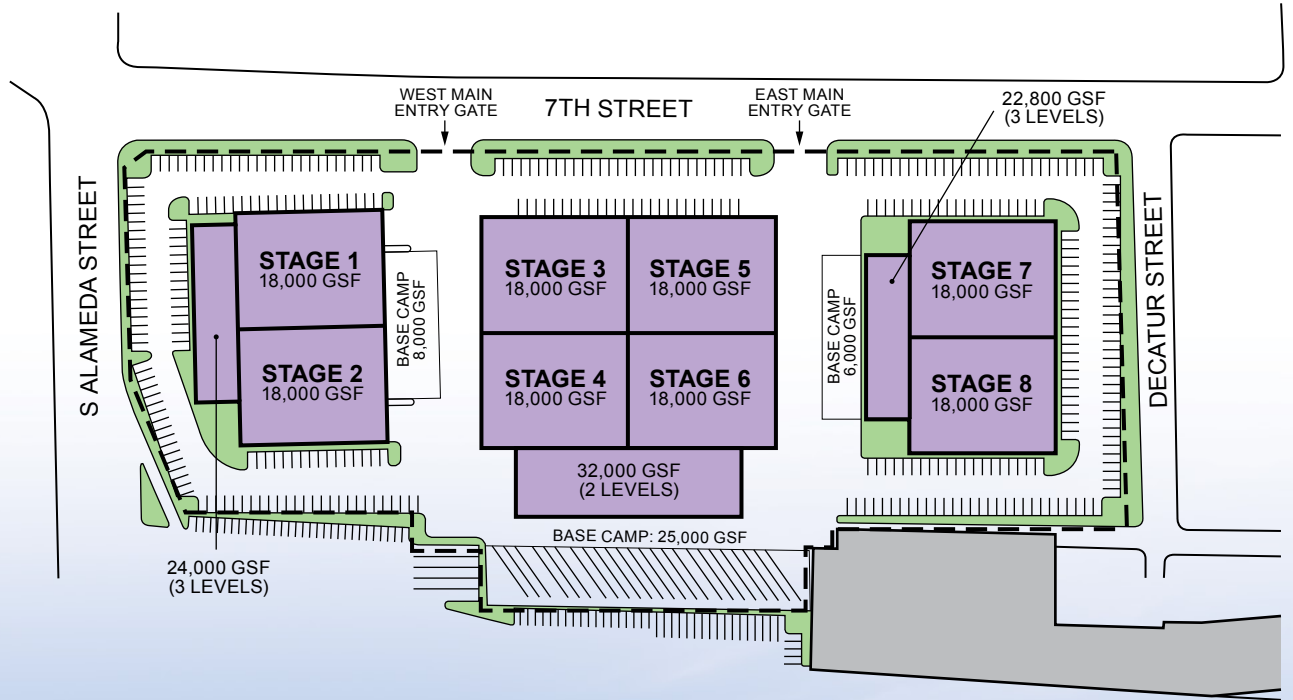 WEST MAIN
ENTRY GATE
7TH STREET
EAST MAIN
ENTRY GATE
22,800 GSF
(3 LEVELS)
S ALAMEDA STREET
DECATUR STREET
STAGE 1
18,000 GSF
STAGE 2
18,000 GSF
BASE CAMP
8,000 GSF
STAGE 3
18,000 GSF
STAGE 5
18,000 GSF
STAGE 4
18,000 GSF
STAGE 6
18,000 GSF
BASE CAMP
6,000 GSF
STAGE 7
18,000 GSF
STAGE 8
18,000 GSF
32,000 GSF
(2 LEVELS)
BASE CAMP: 25,000 GSF
24,000 GSF
(3 LEVELS)